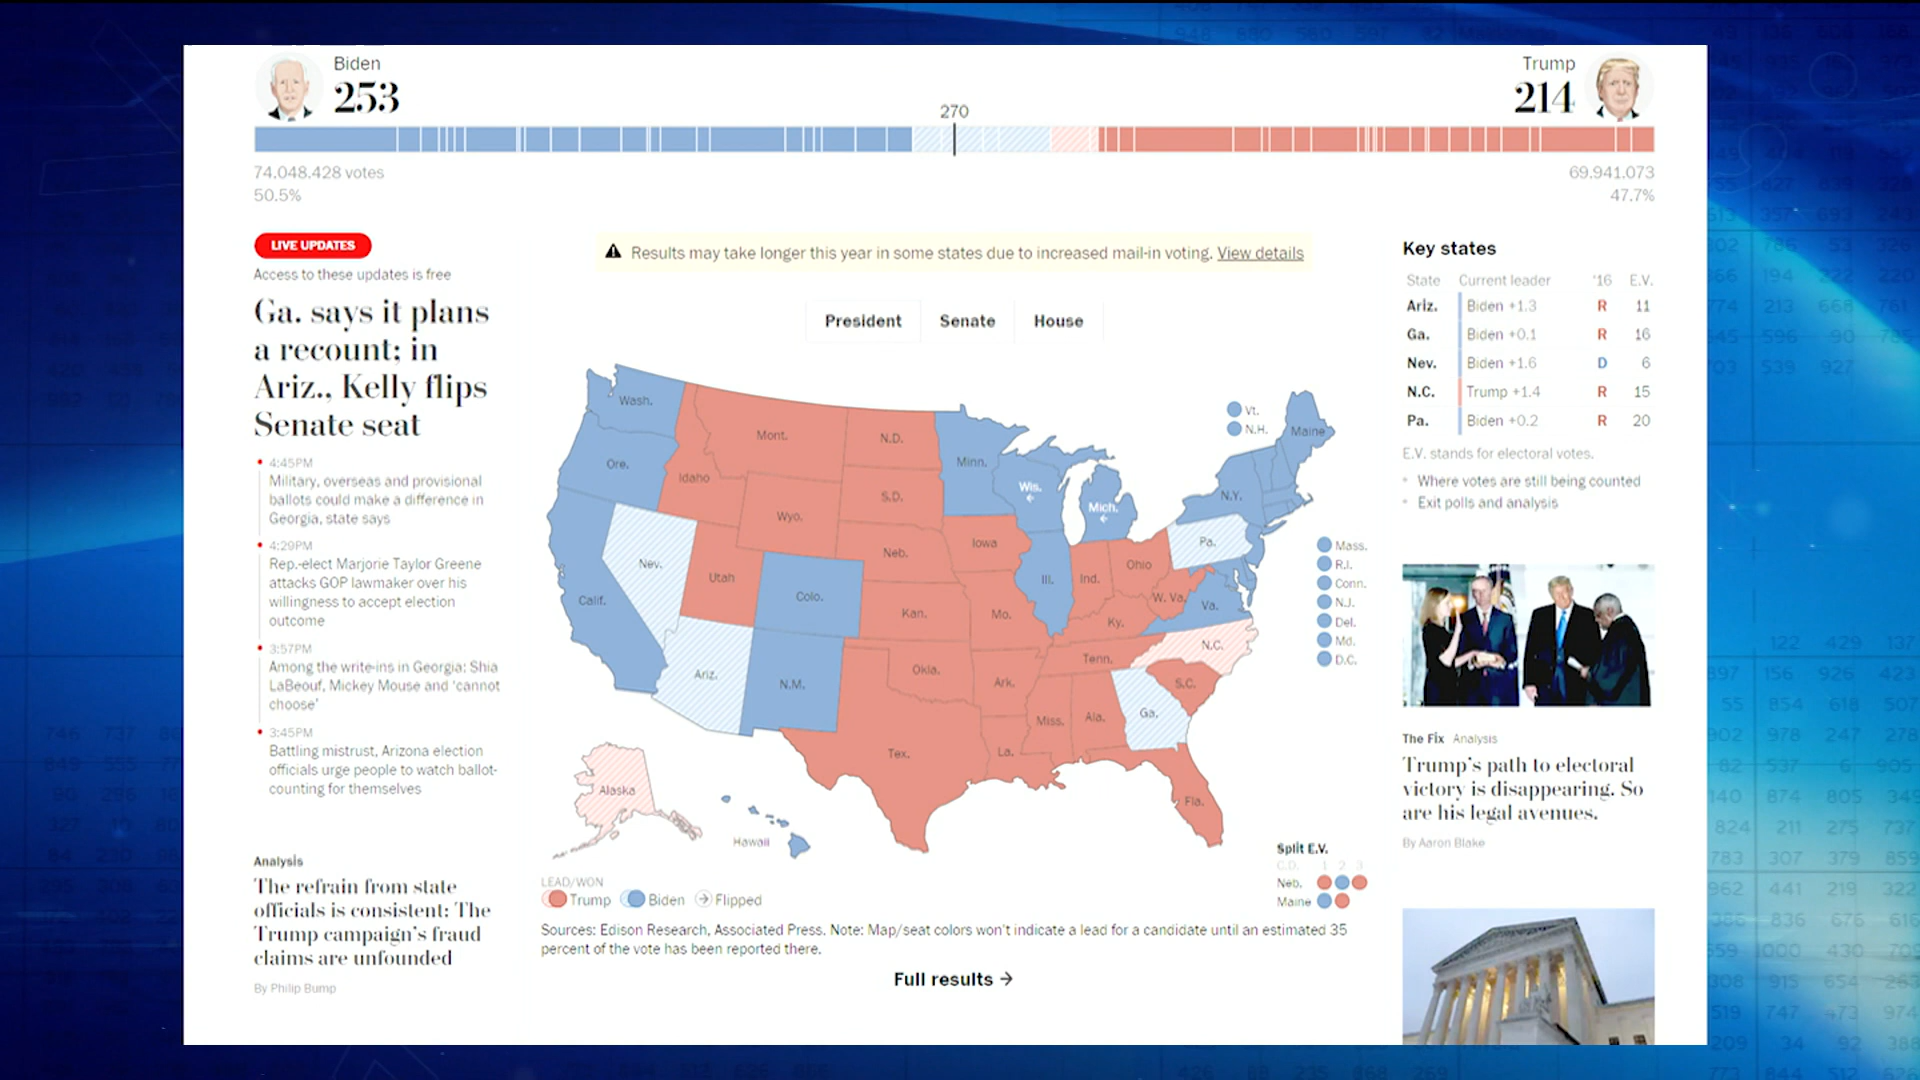 Biden
253
Trump
214
270
74.048.428 votes
50.5%
69.941.073
47.7%
LIVE UPDATES
Access to these updates is free
Ga. says it plans
a recount; in
Ariz., Kelly flips
Senate seat
4:45PM
Military, overseas and provisional
ballots could make a difference in
Georgia, state says
4:29PM
Rep.-elect Marjorie Taylor Greene
attacks GOP lawmaker over his
willingness to accept election
outcome
3:57PM
Among the write-ins in Georgia: Shia
LaBeouf, Mickey Mouse and ‘cannot
choose’
3:45PM
Battling mistrust, Arizona election
officials urge people to watch ballot-
counting for themselves
Analysis
The refrain from state
officials is consistent: The
Trump campaign’s fraud
claims are unfounded
By Philip Bump
Results may take longer this year in some states due to increased mail-in voting. View details
President Senate House
Wash.
Ore.
Calif.
Nev.
Idaho
Mont.
Wyo.
Utah
Ariz.
Colo.
N.M.
N.D.
S.D.
Neb.
Kan.
Okla.
Tex.
Minn.
Iowa
Mo.
Ark.
La.
Wis.
Ill.
Mich.
Ind.
Ohio
Ky.
Tenn.
Miss.
Ala.
Ga.
Fla.
S.C.
N.C.
Va.
W. Va.
Pa.
N.Y.
Maine
Alaska
Hawaii
Vt.
N.H.
Mass.
R.I.
Conn.
N.J.
Del.
Md.
D.C.
Split E.V.
C.D. 1 2 3
Neb.
Maine
LEAD/WON
Trump Biden Flipped
Sources: Edison Research, Associated Press. Note: Map/seat colors won't indicate a lead for a candidate until an estimated 35
percent of the vote has been reported there.
Full results →
Key states
State Current leader '16 E.V.
Ariz. Biden +1.3 R 11
Ga. Biden +0.1 R 16
Nev. Biden +1.6 D 6
N.C. Trump +1.4 R 15
Pa. Biden +0.2 R 20
E.V. stands for electoral votes.
Where votes are still being counted
Exit polls and analysis
The Fix Analysis
Trump’s path to electoral
victory is disappearing. So
are his legal avenues.
By Aaron Blake